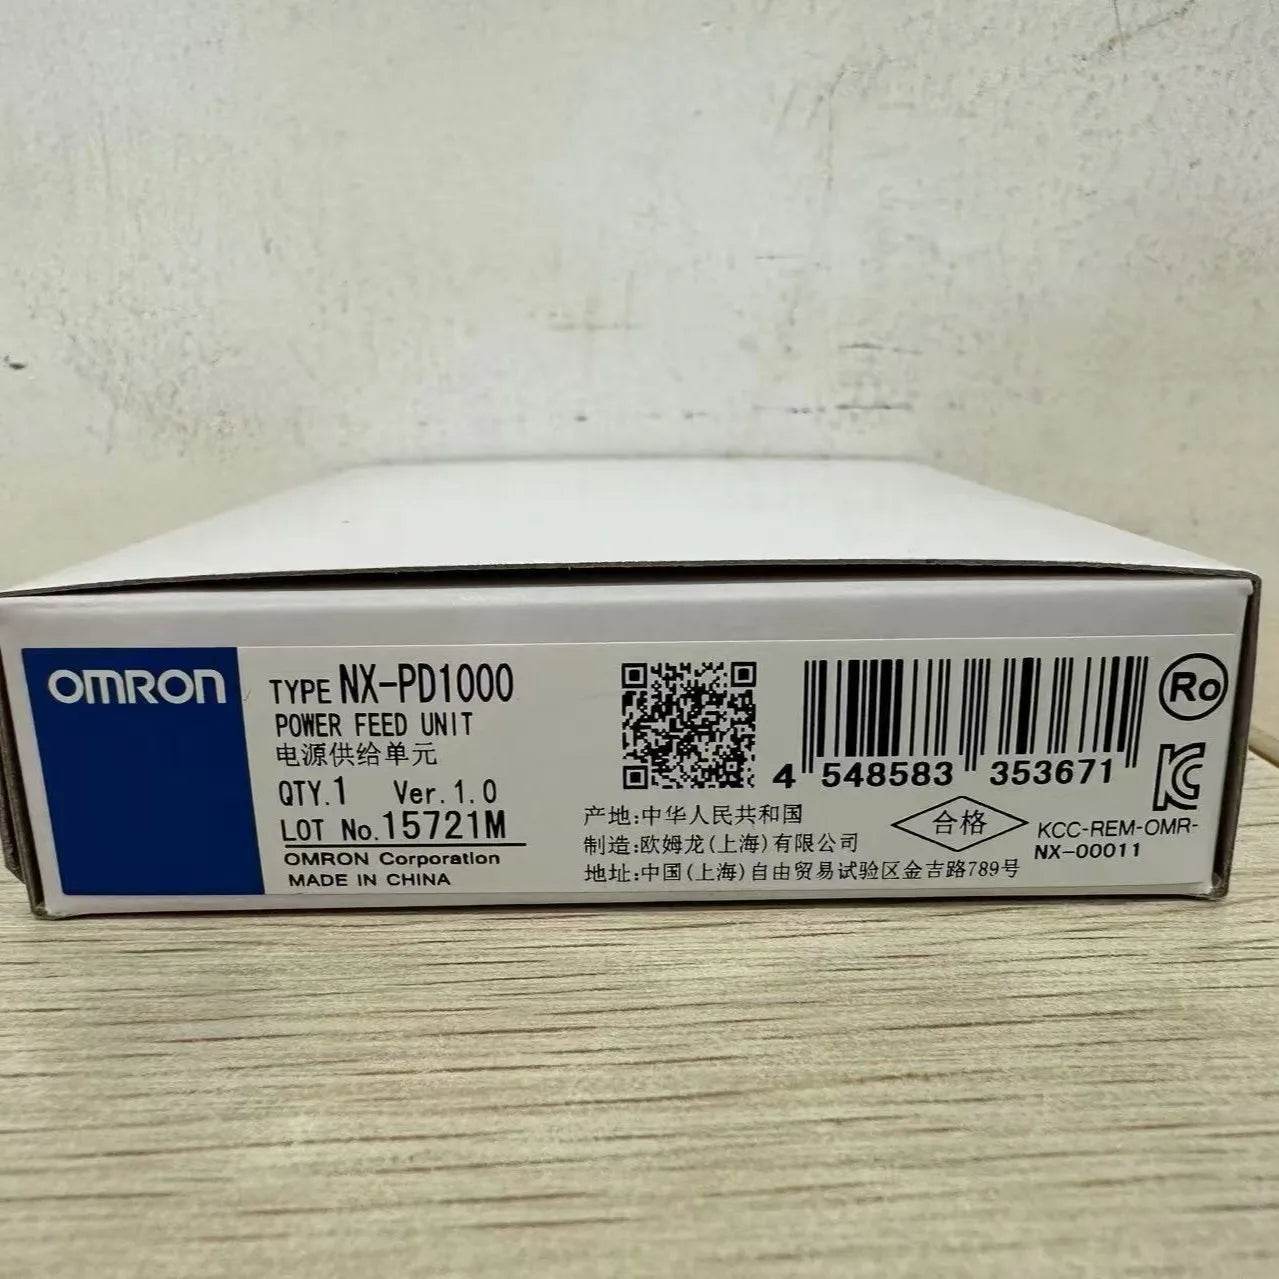 OMRON
TYPE NX-PD1000
POWER FEED UNIT
电源供给单元
QTY.1 Ver.1.0
LOT No.15721M
OMRON Corporation
MADE IN CHINA
4 548583 353671
产地:中华人民共和国
制造:欧姆龙(上海)有限公司
地址:中国(上海)自由贸易试验区金吉路789号
合格
Ro
KC
KCC-REM-OMR-
NX-00011